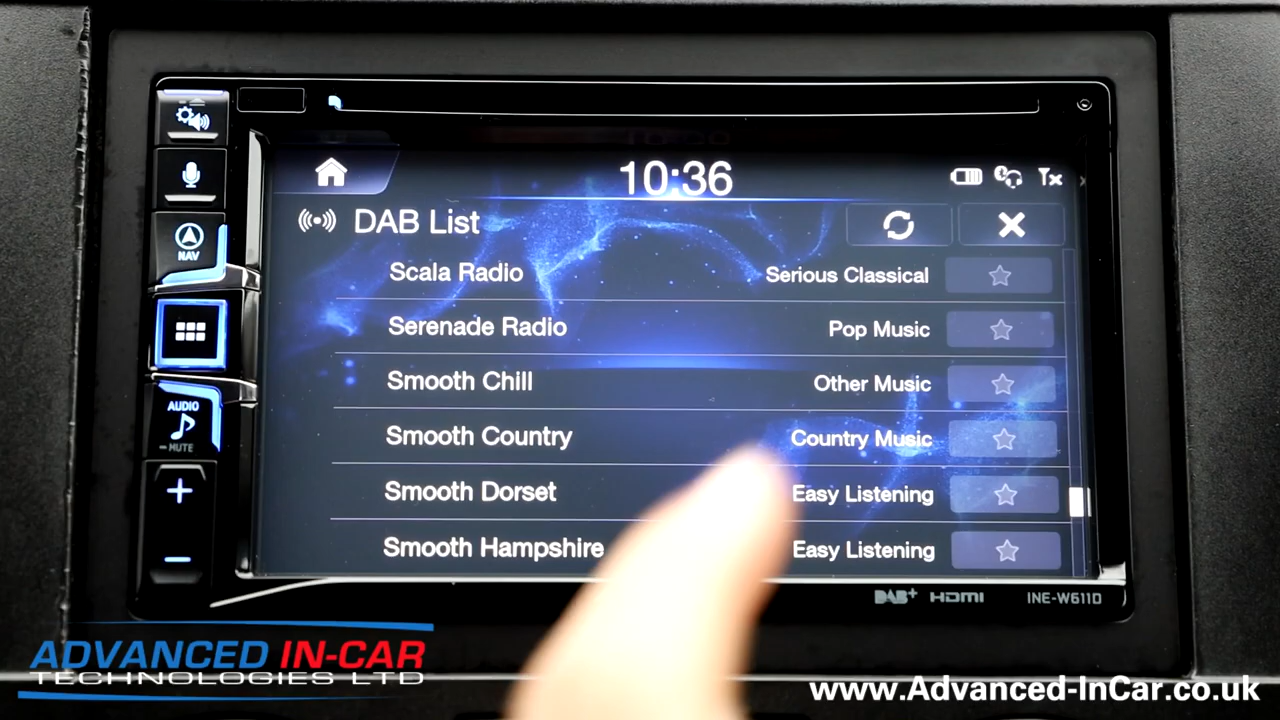 10:36
DAB List
Scala Radio Serious Classical
Serenade Radio Pop Music
Smooth Chill Other Music
Smooth Country Country Music
Smooth Dorset Easy Listening
Smooth Hampshire Easy Listening
NAV
AUDIO
MUTE
DAB+ HDMI INE-W611D
ADVANCED IN-CAR
TECHNOLOGIES LTD
www.Advanced-InCar.co.uk